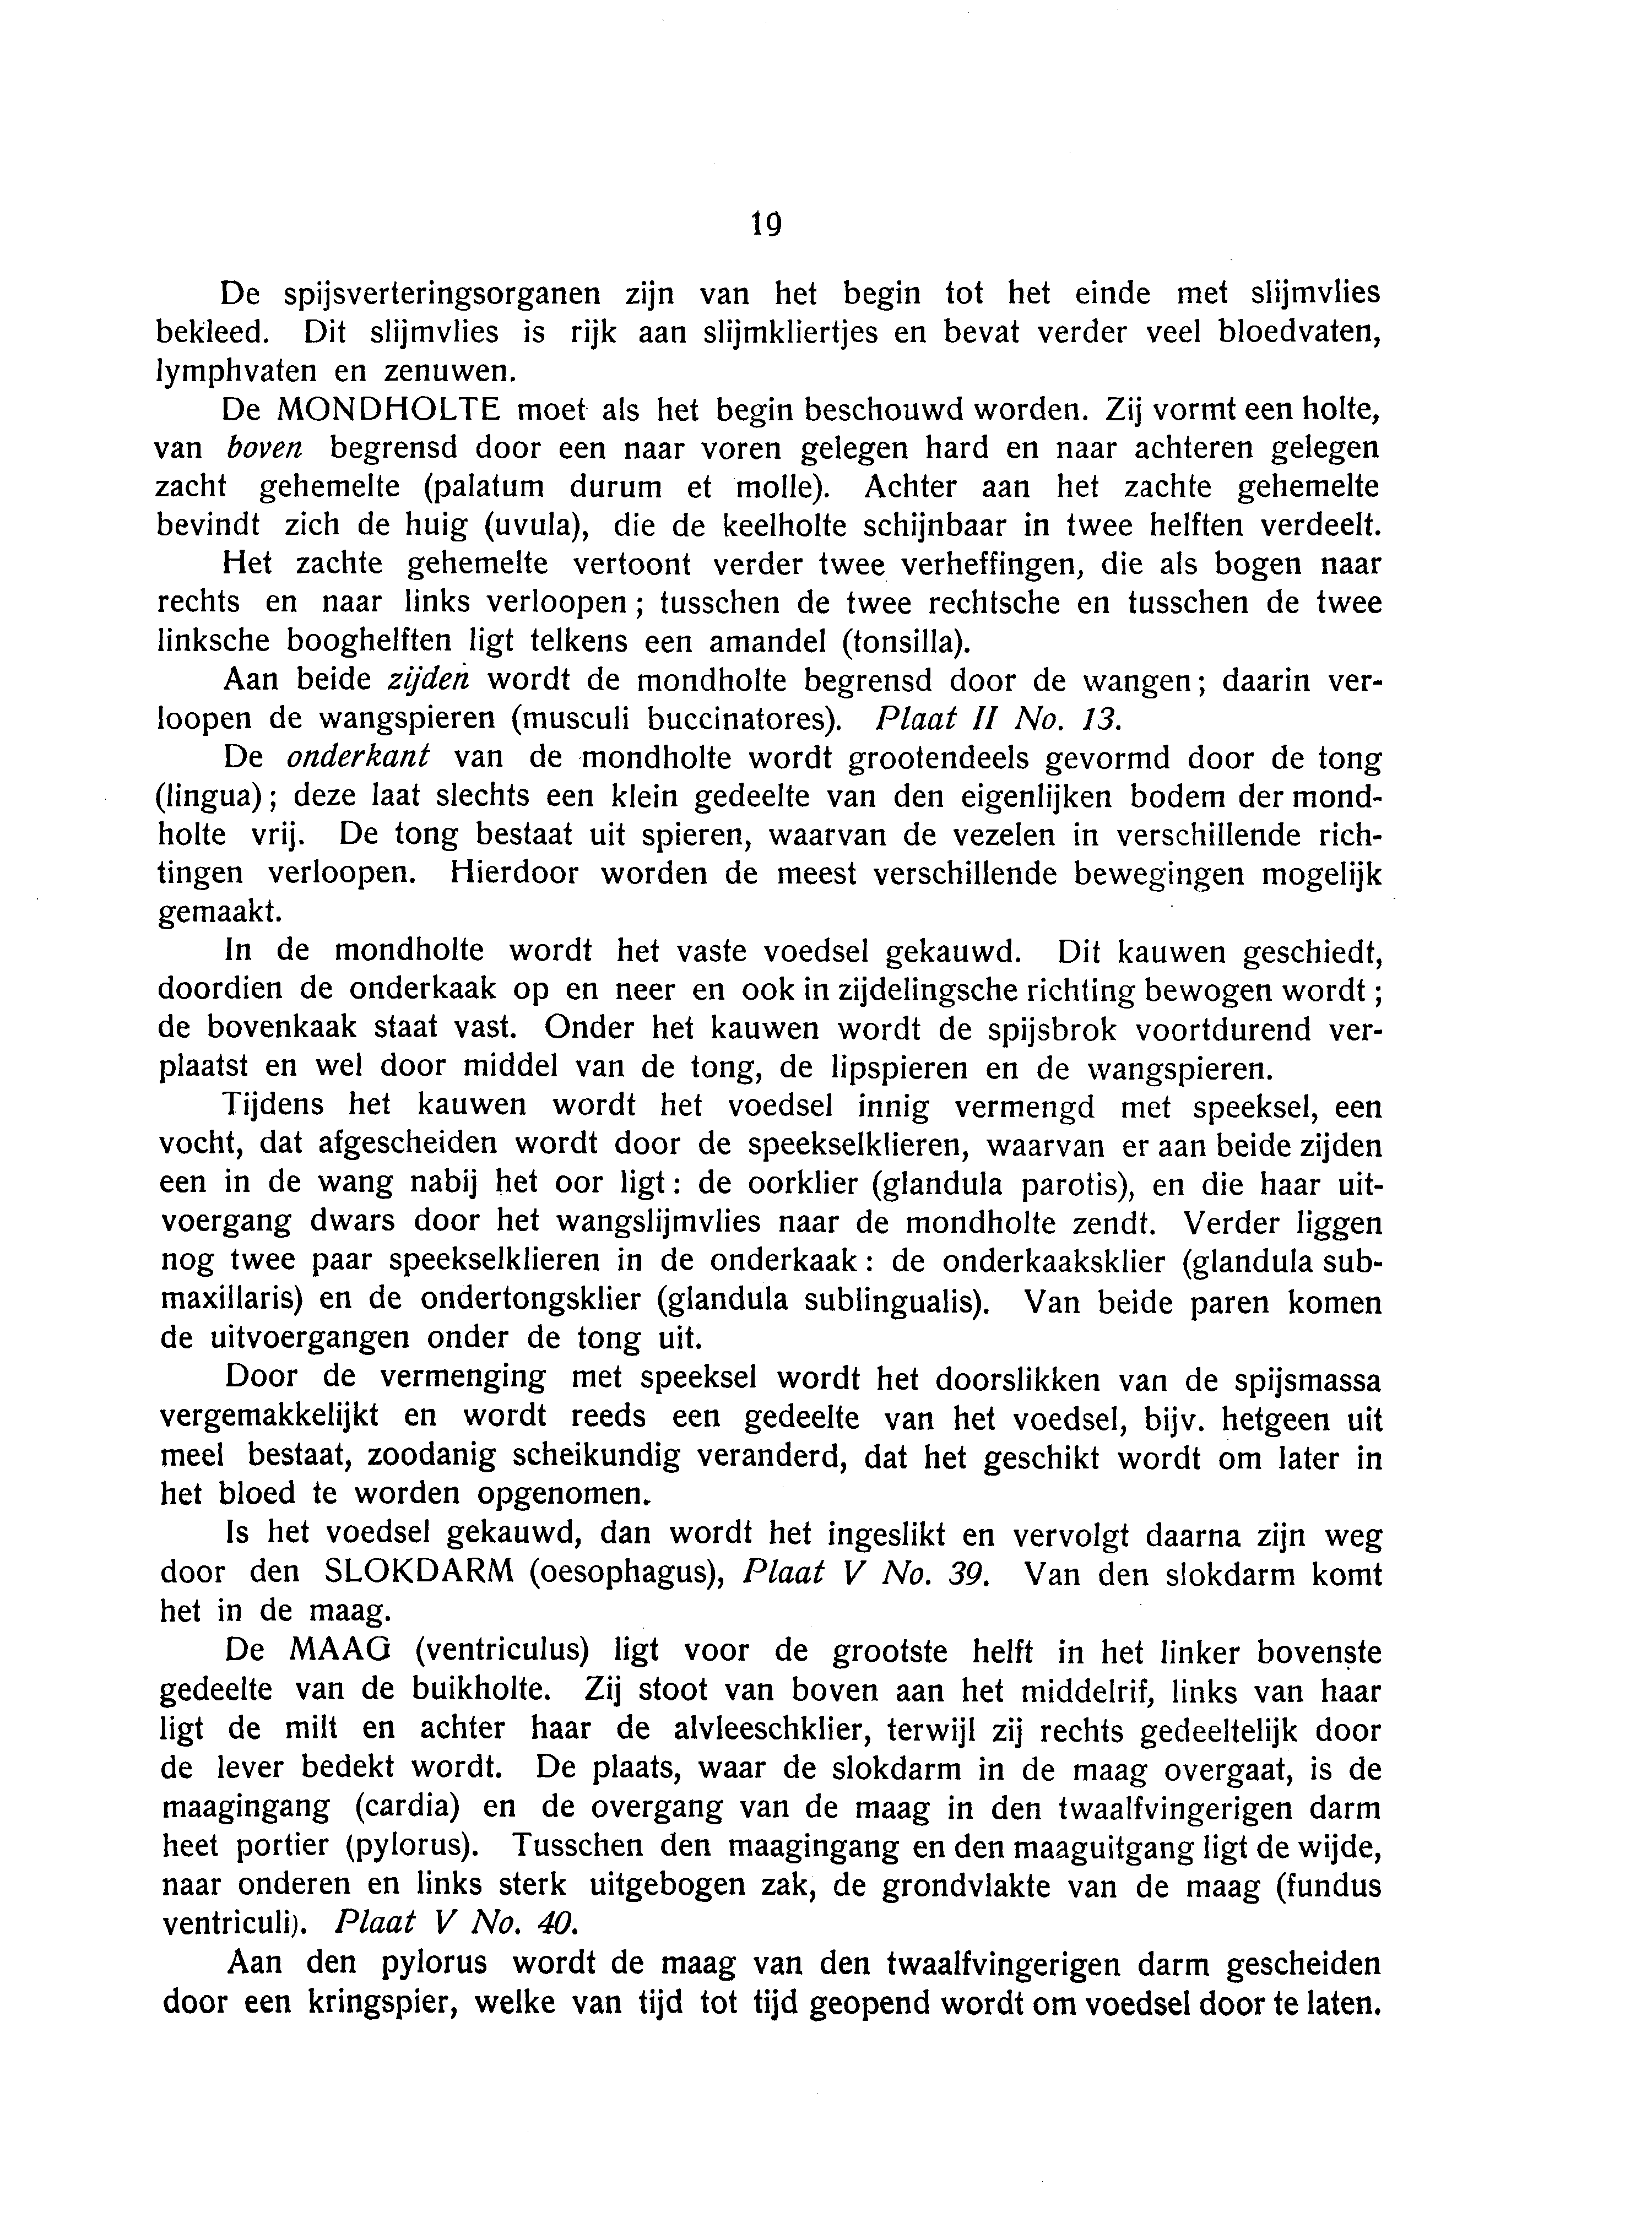 19
De spijsverteringsorganen zijn van het begin tot het einde met slijmvlies
bekleed. Dit slijmvlies is rijk aan slijmkliertjes en bevat verder veel bloedvaten,
lymphvaten en zenuwen.
De MONDHOLTE moet als het begin beschouwd worden. Zij vormt een holte,
van boven begrensd door een naar voren gelegen hard en naar achteren gelegen
zacht gehemelte (palatum durum et molle). Achter aan het zachte gehemelte
bevindt zich de huig (uvula), die de keelholte schijnbaar in twee helften verdeelt.
Het zachte gehemelte vertoont verder twee verheffingen, die als bogen naar
rechts en naar links verloopen; tusschen de twee rechtsche en tusschen de twee
linksche booghelften ligt telkens een amandel (tonsilla).
Aan beide zijden wordt de mondholte begrensd door de wangen; daarin ver-
loopen de wangspieren (musculi buccinatores). Plaat II No. 13.
De onderkant van de mondholte wordt grootendeels gevormd door de tong
(lingua); deze laat slechts een klein gedeelte van den eigenlijken bodem der mond-
holte vrij. De tong bestaat uit spieren, waarvan de vezelen in verschillende rich-
tingen verloopen. Hierdoor worden de meest verschillende bewegingen mogelijk
gemaakt.
In de mondholte wordt het vaste voedsel gekauwd. Dit kauwen geschiedt,
doordien de onderkaak op en neer en ook in zijdelingsche richting bewogen wordt;
de bovenkaak staat vast. Onder het kauwen wordt de spijsbrok voortdurend ver-
plaatst en wel door middel van de tong, de lipspieren en de wangspieren.
Tijdens het kauwen wordt het voedsel innig vermengd met speeksel, een
vocht, dat afgescheiden wordt door de speekselklieren, waarvan er aan beide zijden
een in de wang nabij het oor ligt: de oorklier (glandula parotis), en die haar uit-
voergang dwars door het wangslijmvlies naar de mondholte zendt. Verder liggen
nog twee paar speekselklieren in de onderkaak: de onderkaaksklier (glandula sub-
maxillaris) en de ondertongsklier (glandula sublingualis). Van beide paren komen
de uitvoergangen onder de tong uit.
Door de vermenging met speeksel wordt het doorslikken van de spijsmassa
vergemakkelijkt en wordt reeds een gedeelte van het voedsel, bijv. hetgeen uit
meel bestaat, zoodanig scheikundig veranderd, dat het geschikt wordt om later in
het bloed te worden opgenomen.
Is het voedsel gekauwd, dan wordt het ingeslikt en vervolgt daarna zijn weg
door den SLOKDARM (oesophagus), Plaat V No. 39. Van den slokdarm komt
het in de maag.
De MAAG (ventriculus) ligt voor de grootste helft in het linker bovenste
gedeelte van de buikholte. Zij stoot van boven aan het middelrif, links van haar
ligt de milt en achter haar de alvleeschklier, terwijl zij rechts gedeeltelijk door
de lever bedekt wordt. De plaats, waar de slokdarm in de maag overgaat, is de
maagingang (cardia) en de overgang van de maag in den twaalfvingerigen darm
heet portier (pylorus). Tusschen den maagingang en den maaguitgang ligt de wijde,
naar onderen en links sterk uitgebogen zak, de grondvlakte van de maag (fundus
ventriculi). Plaat V No. 40.
Aan den pylorus wordt de maag van den twaalfvingerigen darm gescheiden
door een kringspier, welke van tijd tot tijd geopend wordt om voedsel door te laten.